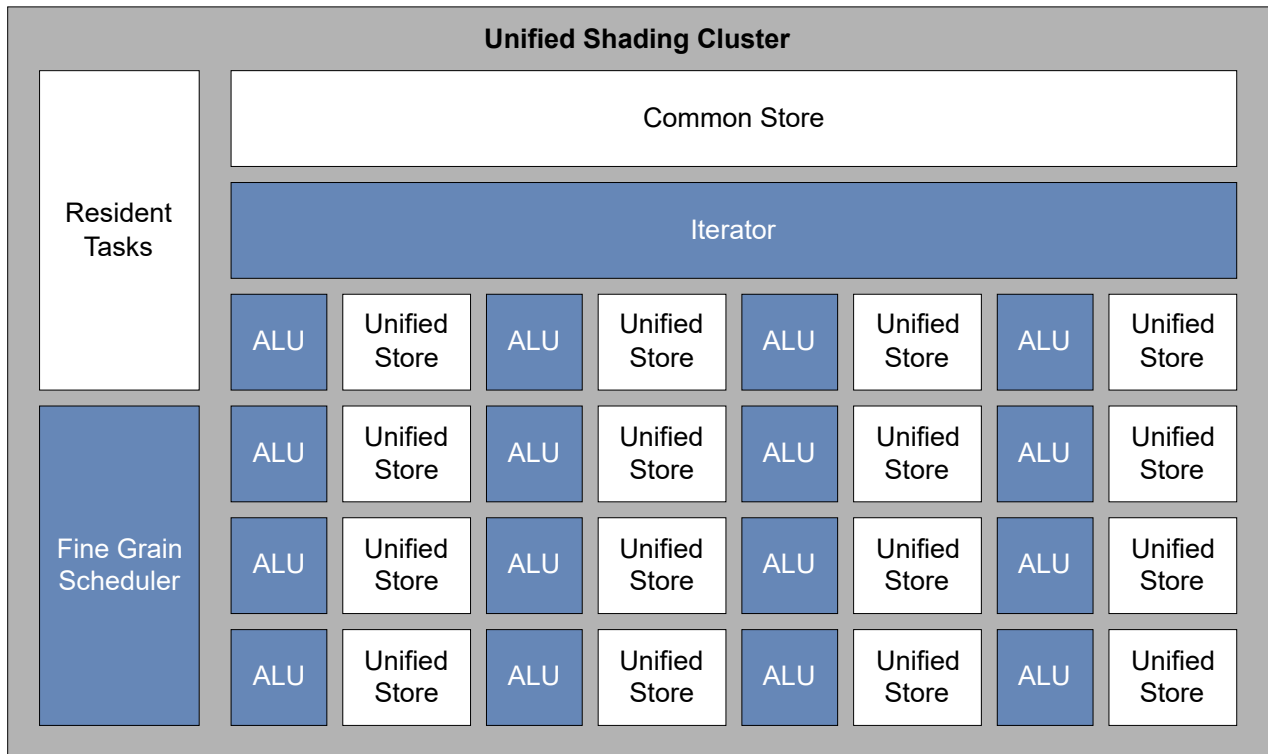 Unified Shading Cluster
Resident
Tasks
Common Store
Iterator
ALU
Unified
Store
ALU
Unified
Store
ALU
Unified
Store
ALU
Unified
Store
Fine Grain
Scheduler
ALU
Unified
Store
ALU
Unified
Store
ALU
Unified
Store
ALU
Unified
Store
ALU
Unified
Store
ALU
Unified
Store
ALU
Unified
Store
ALU
Unified
Store
ALU
Unified
Store
ALU
Unified
Store
ALU
Unified
Store
ALU
Unified
Store